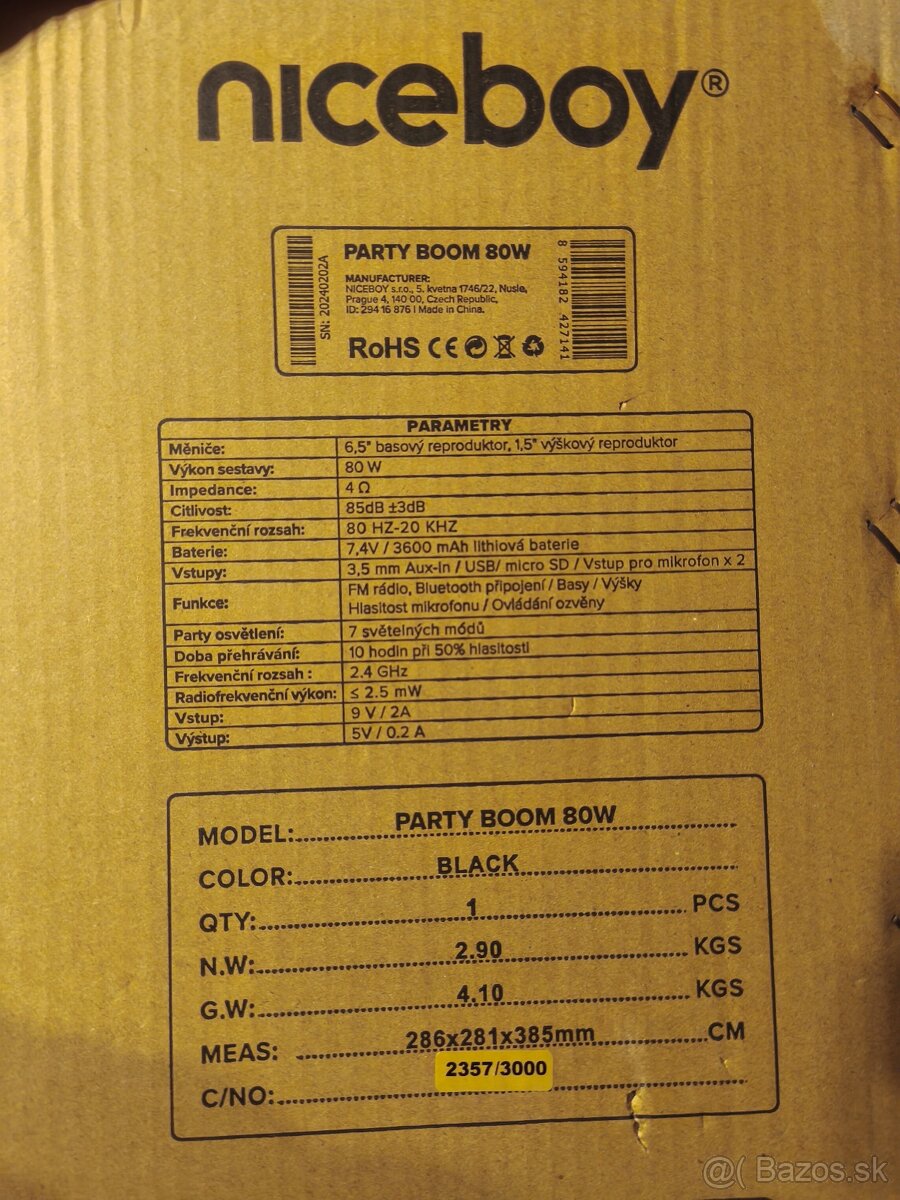 niceboy®
SN: 20240202A
PARTY BOOM 80W
MANUFACTURER:
NICEBOY s.r.o., 5. kvetna 1746/22, Nusle,
Prague 4, 140 00, Czech Republic,
ID: 294 16 876 | Made in China.
RoHS CE
8 594182 427141
PARAMETRY
Měniče: 6,5" basový reproduktor, 1,5" výškový reproduktor
Výkon sestavy: 80 W
Impedance: 4 Ω
Citlivost: 85dB ±3dB
Frekvenční rozsah: 80 HZ-20 KHZ
Baterie: 7,4V / 3600 mAh lithiová baterie
Vstupy: 3,5 mm Aux-In / USB/ micro SD / Vstup pro mikrofon x 2
Funkce: FM rádio, Bluetooth připojení / Basy / Výšky
Hlasitost mikrofonu / Ovládání ozvěny
Party osvětlení: 7 světelných módů
Doba přehrávání: 10 hodin při 50% hlasitosti
Frekvenční rozsah : 2.4 GHz
Radiofrekvenční výkon: ≤ 2.5 mW
Vstup: 9 V / 2A
Výstup: 5V / 0.2 A
MODEL: PARTY BOOM 80W
COLOR: BLACK
QTY: 1 PCS
N.W: 2.90 KGS
G.W: 4.10 KGS
MEAS: 286x281x385mm CM
C/NO: 2357/3000
@( Bazos.sk